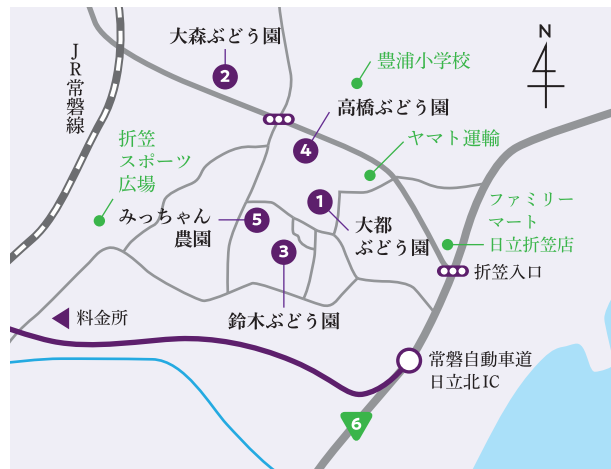 大森ぶどう園
2
JR常磐線
豊浦小学校
N
高橋ぶどう園
4
ヤマト運輸
折笠
スポーツ
広場
みっちゃん
農園
5
1
大都
ぶどう園
ファミリー
マート
日立折笠店
3
折笠入口
鈴木ぶどう園
料金所
常磐自動車道
日立北IC
6